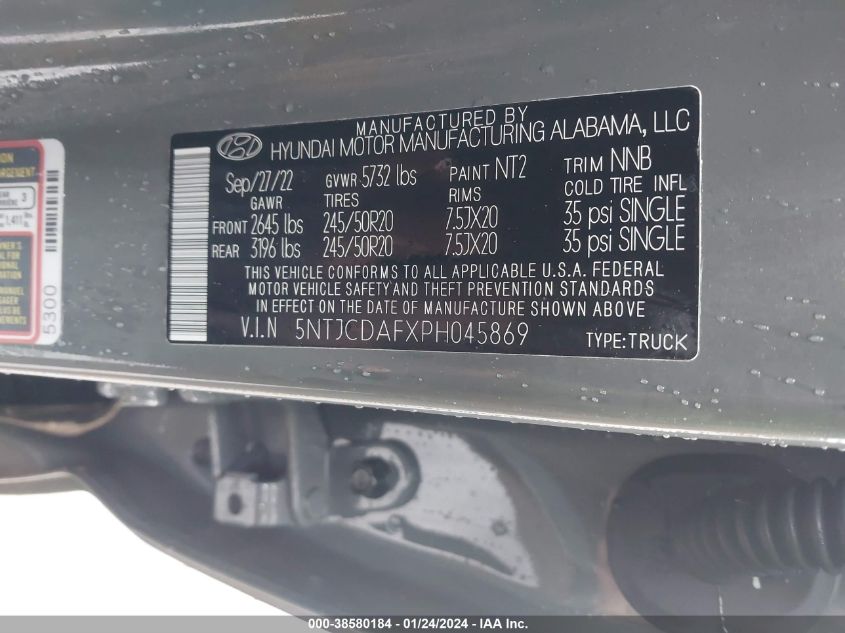 MANUFACTURED BY
HYUNDAI MOTOR MANUFACTURING ALABAMA, LLC
Sep/27/22 GVWR 5732 lbs PAINT NT2 TRIM NNB
GAWR TIRES RIMS COLD TIRE INFL
FRONT 2645 lbs 245/50R20 7.5JX20 35 psi SINGLE
REAR 3196 lbs 245/50R20 7.5JX20 35 psi SINGLE
THIS VEHICLE CONFORMS TO ALL APPLICABLE U.S.A. FEDERAL
MOTOR VEHICLE SAFETY AND THEFT PREVENTION STANDARDS
IN EFFECT ON THE DATE OF MANUFACTURE SHOWN ABOVE
V.I.N 5NTJCDAFXPH045869 TYPE:TRUCK
3
5300
000-38580184 - 01/24/2024 - IAA Inc.